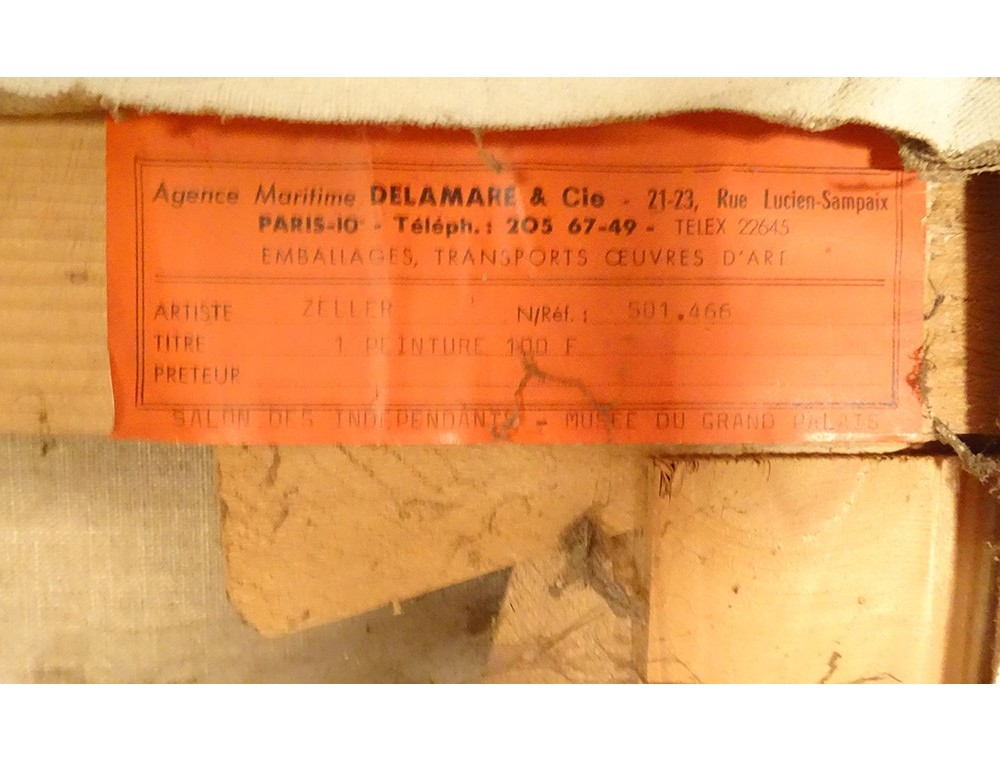 Agence Maritime DELAMARE & Cie - 21-23, Rue Lucien-Sampaix
PARIS-10e - Téléph. : 205 67-49 - TELEX 22645
EMBALLAGES, TRANSPORTS ŒUVRES D'ART
ARTISTE ZELLER N/Réf. : 501.466
TITRE 1 PEINTURE 100 F
PRETEUR
SALON DES INDEPENDANTS - MUSEE DU GRAND PALAIS